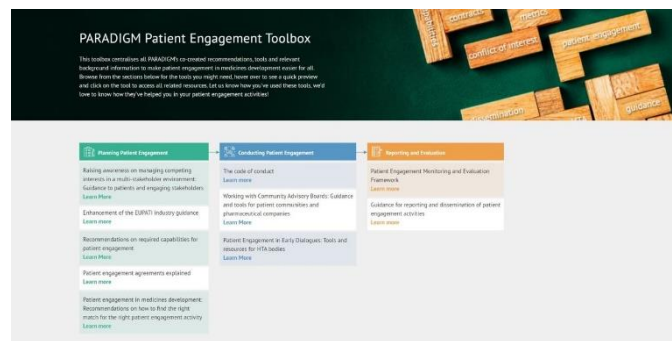 PARADIGM Patient Engagement Toolbox
This toolbox centralises all PARADIGM's co-created recommendations, tools and relevant
background information to make patient engagement in medicines development easier for all.
Browse from the sections below for the tools you might need, hover over to see a quick preview
and click on the tool to access all related resources. Let us know how you've used these tools, we'd
love to know how they've helped you in your patient engagement activities!
contracts
metrics
conflict of interest
patient engagement
dissemination
guidance
Planning Patient Engagement
Raising awareness on managing competing
interests in a multi-stakeholder environment:
Guidance to patients and engaging stakeholders
Learn More
Enhancement of the EUPATI industry guidance
Learn more
Recommendations on required capabilities for
patient engagement
Learn More
Patient engagement agreements explained
Learn more
Patient engagement in medicines development:
Recommendations on how to find the right
match for the right patient engagement activity
Learn more
Conducting Patient Engagement
The code of conduct
Learn more
Working with Community Advisory Boards: Guidance
and tools for patient communities and
pharmaceutical companies
Learn More
Patient Engagement in Early Dialogues: Tools and
resources for HTA bodies
Learn More
Reporting and Evaluation
Patient Engagement Monitoring and Evaluation
Framework
Learn more
Guidance for reporting and dissemination of patient
engagement activities
Learn more